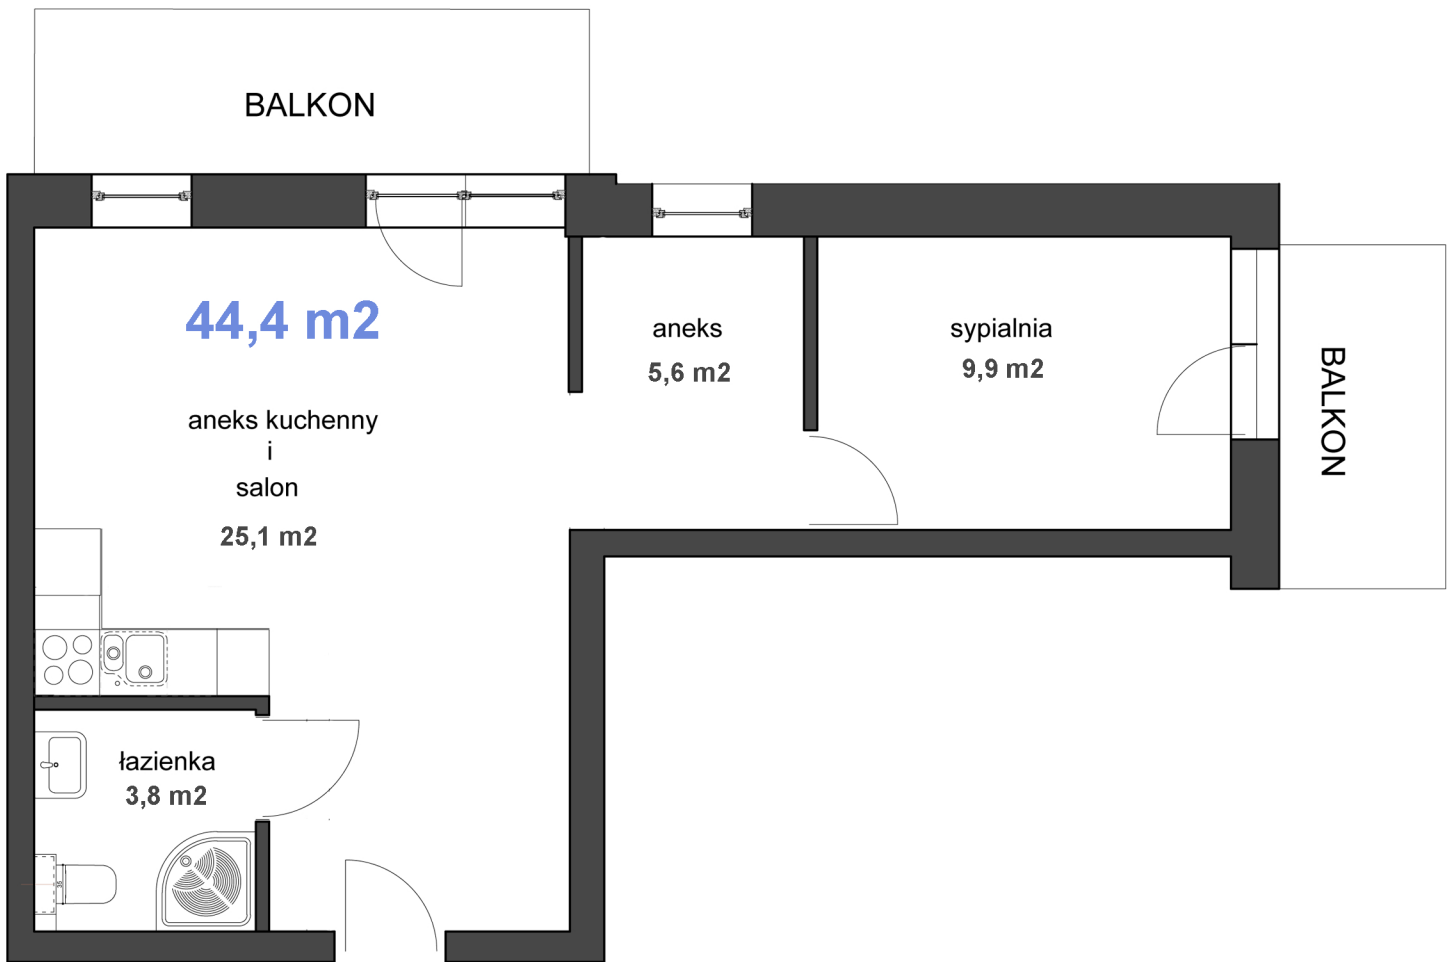 BALKON
44,4 m2
aneks
5,6 m2
sypialnia
9,9 m2
BALKON
aneks kuchenny
i
salon
25,1 m2
łazienka
3,8 m2
35